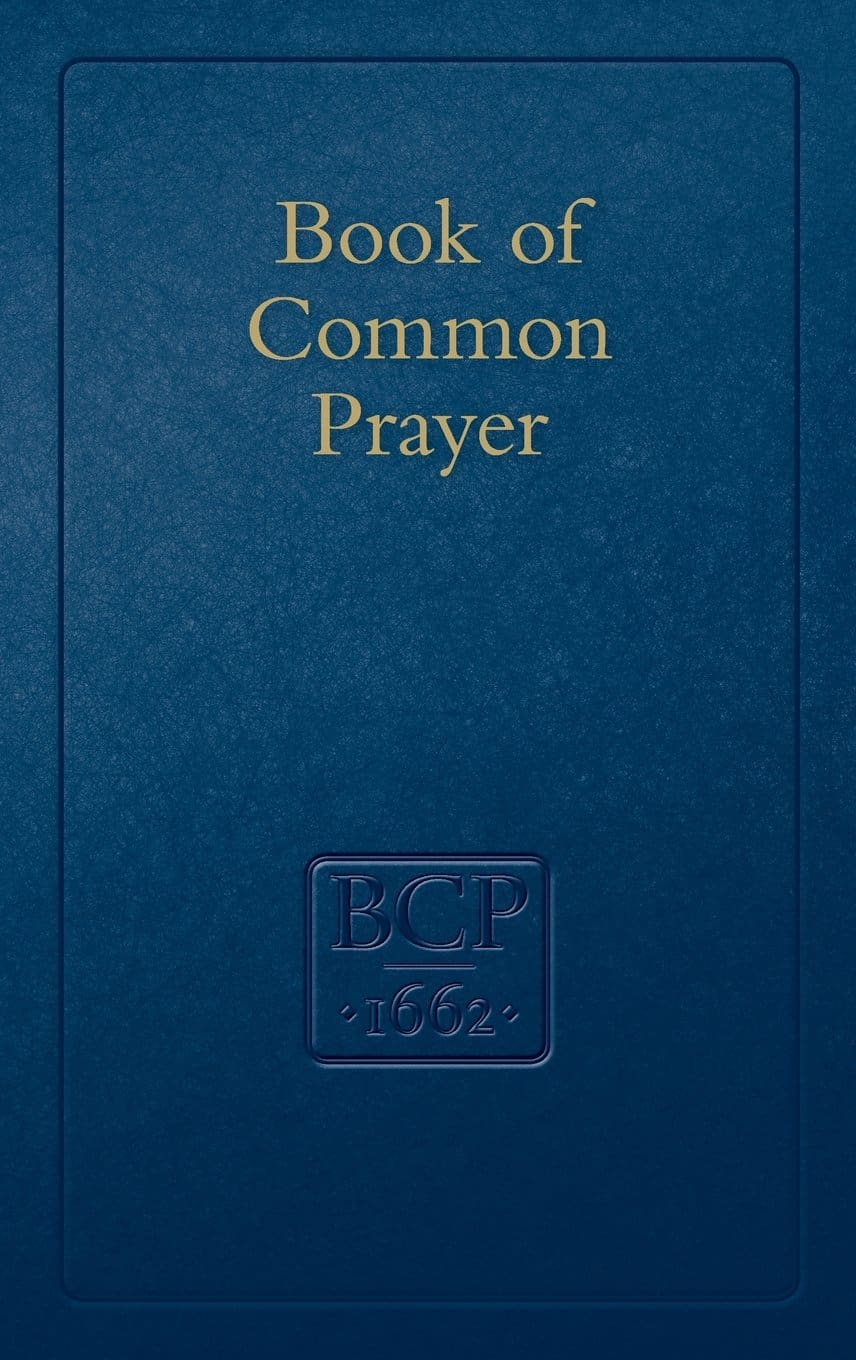 Book of
Common
Prayer
BCP
·1662·